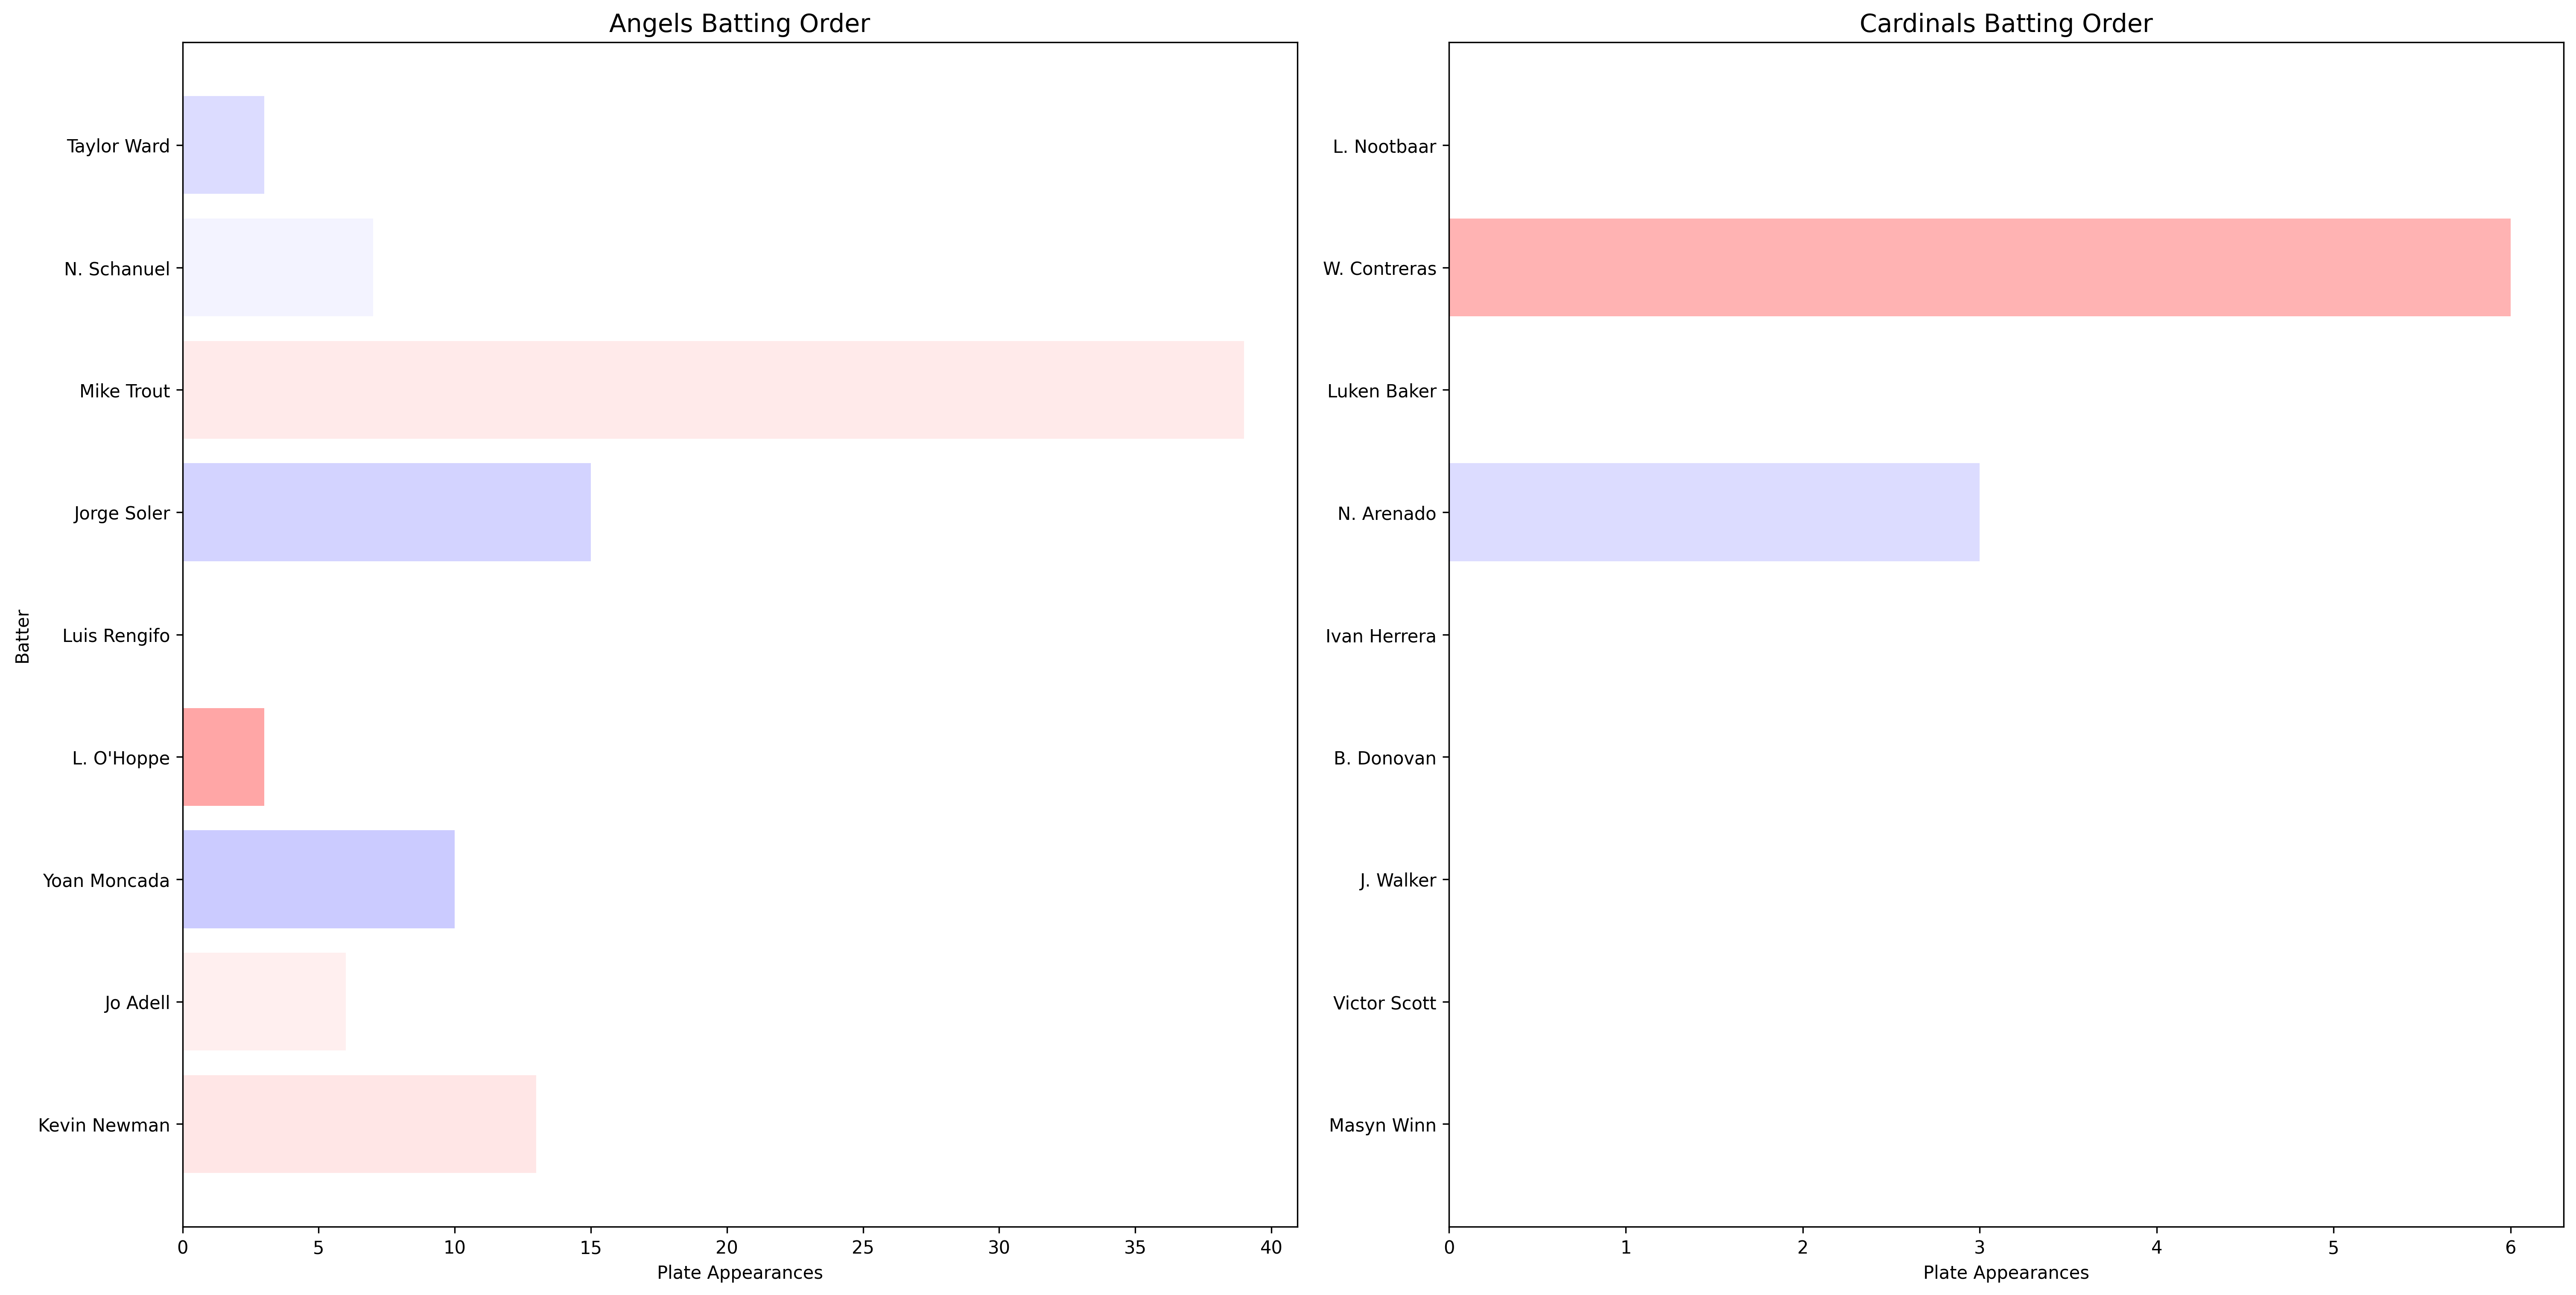 Angels Batting Order
Batter
Taylor Ward
N. Schanuel
Mike Trout
Jorge Soler
Luis Rengifo
L. O'Hoppe
Yoan Moncada
Jo Adell
Kevin Newman
0 5 10 15 20 25 30 35 40
Plate Appearances
Cardinals Batting Order
L. Nootbaar
W. Contreras
Luken Baker
N. Arenado
Ivan Herrera
B. Donovan
J. Walker
Victor Scott
Masyn Winn
0 1 2 3 4 5 6
Plate Appearances